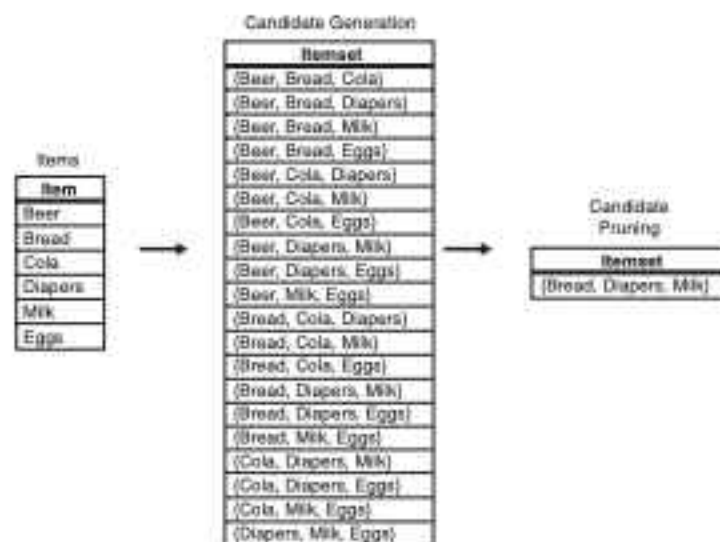 Items
Item
Beer
Bread
Cola
Diapers
Milk
Eggs
Candidate Generation
Itemset
{Beer, Bread, Cola}
{Beer, Bread, Diapers}
{Beer, Bread, Milk}
{Beer, Bread, Eggs}
{Beer, Cola, Diapers}
{Beer, Cola, Milk}
{Beer, Cola, Eggs}
{Beer, Diapers, Milk}
{Beer, Diapers, Eggs}
{Beer, Milk, Eggs}
{Bread, Cola, Diapers}
{Bread, Cola, Milk}
{Bread, Cola, Eggs}
{Bread, Diapers, Milk}
{Bread, Diapers, Eggs}
{Bread, Milk, Eggs}
{Cola, Diapers, Milk}
{Cola, Diapers, Eggs}
{Cola, Milk, Eggs}
{Diapers, Milk, Eggs}
Candidate
Pruning
Itemset
{Bread, Diapers, Milk}